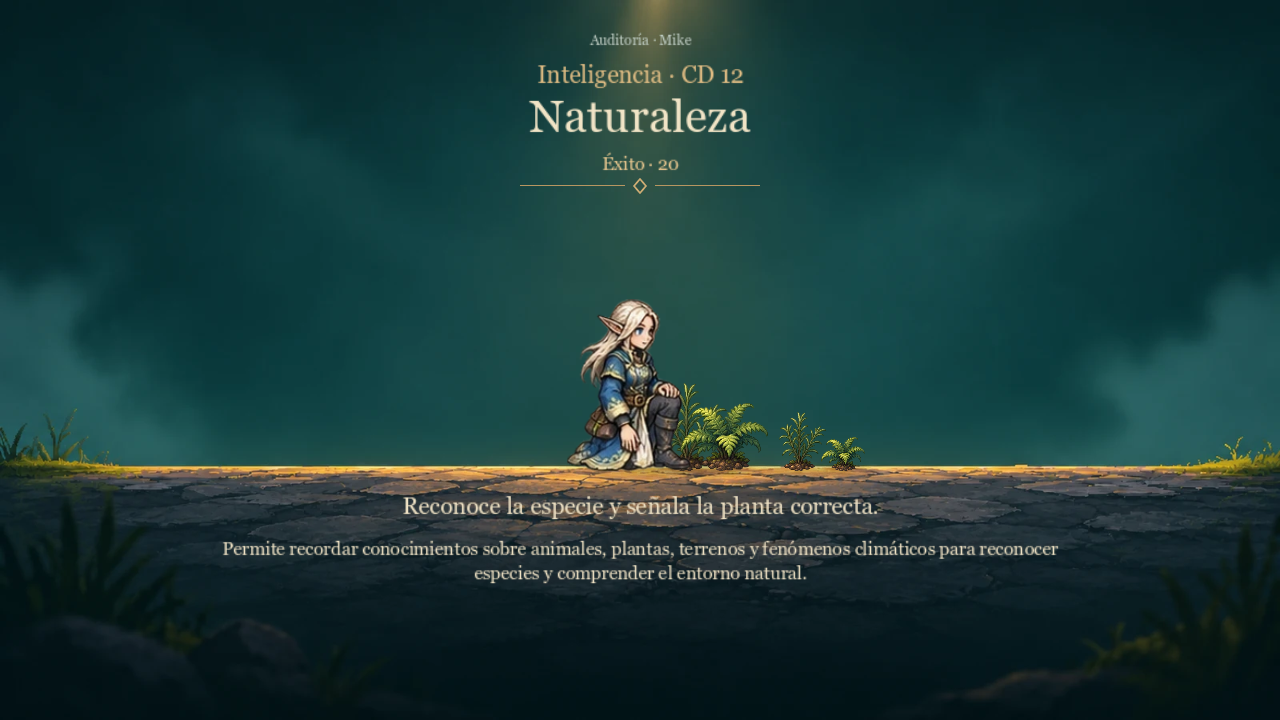 Auditoría · Mike
Inteligencia · CD 12
Naturaleza
Éxito · 20
Reconoce la especie y señala la planta correcta.
Permite recordar conocimientos sobre animales, plantas, terrenos y fenómenos climáticos para reconocer
especies y comprender el entorno natural.